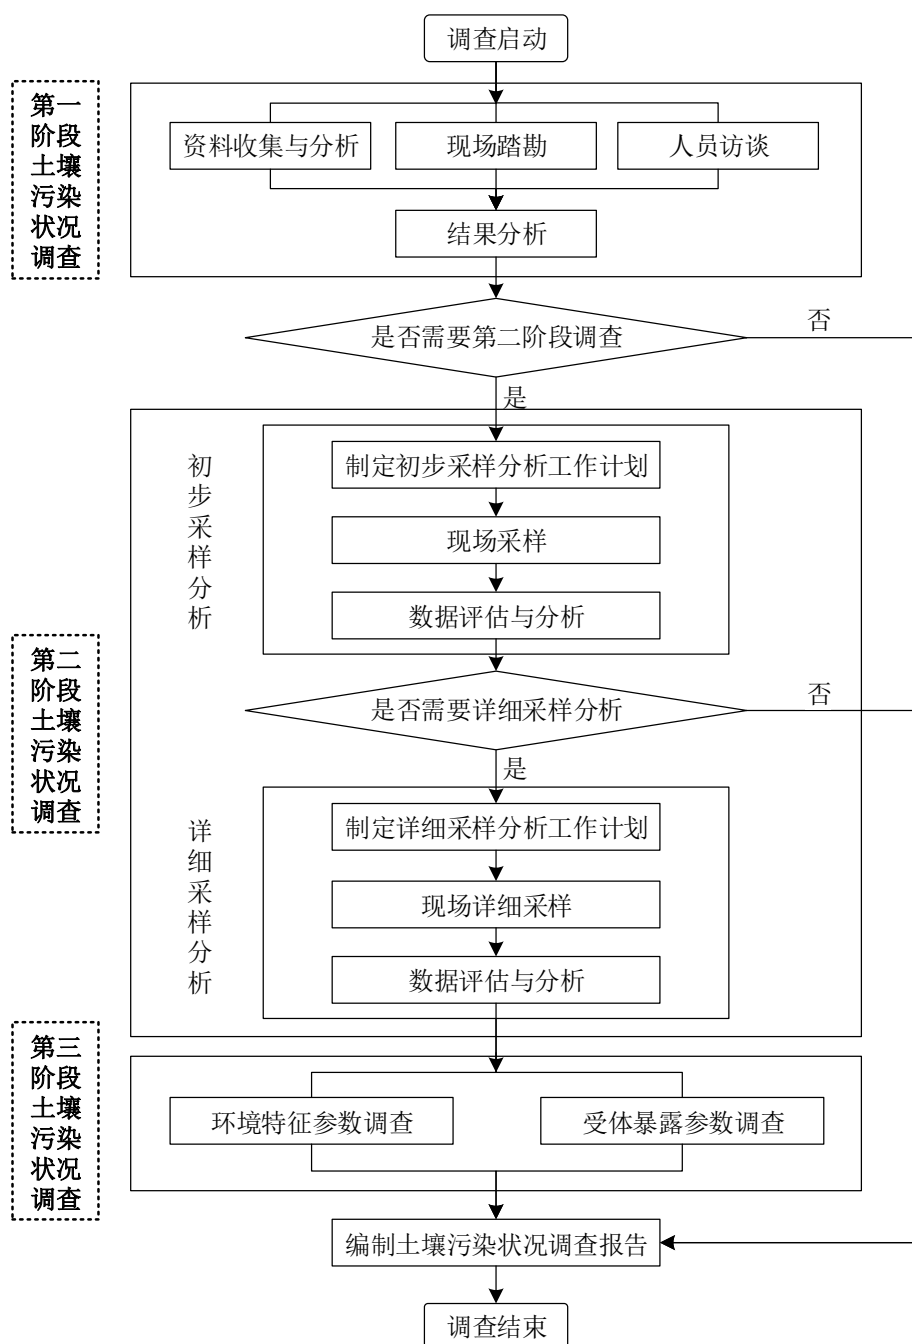 调查启动
第一
阶段
土壤
污染
状况
调查
资料收集与分析
现场踏勘
人员访谈
结果分析
是否需要第二阶段调查
否
是
第二
阶段
土壤
污染
状况
调查
初
步
采
样
分
析
制定初步采样分析工作计划
现场采样
数据评估与分析
是否需要详细采样分析
否
是
详
细
采
样
分
析
制定详细采样分析工作计划
现场详细采样
数据评估与分析
第三
阶段
土壤
污染
状况
调查
环境特征参数调查
受体暴露参数调查
编制土壤污染状况调查报告
调查结束